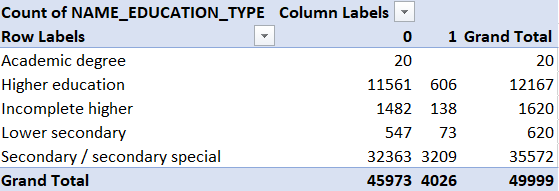 Count of NAME_EDUCATION_TYPE Column Labels
Row Labels 0 1 Grand Total
Academic degree 20 20
Higher education 11561 606 12167
Incomplete higher 1482 138 1620
Lower secondary 547 73 620
Secondary / secondary special 32363 3209 35572
Grand Total 45973 4026 49999